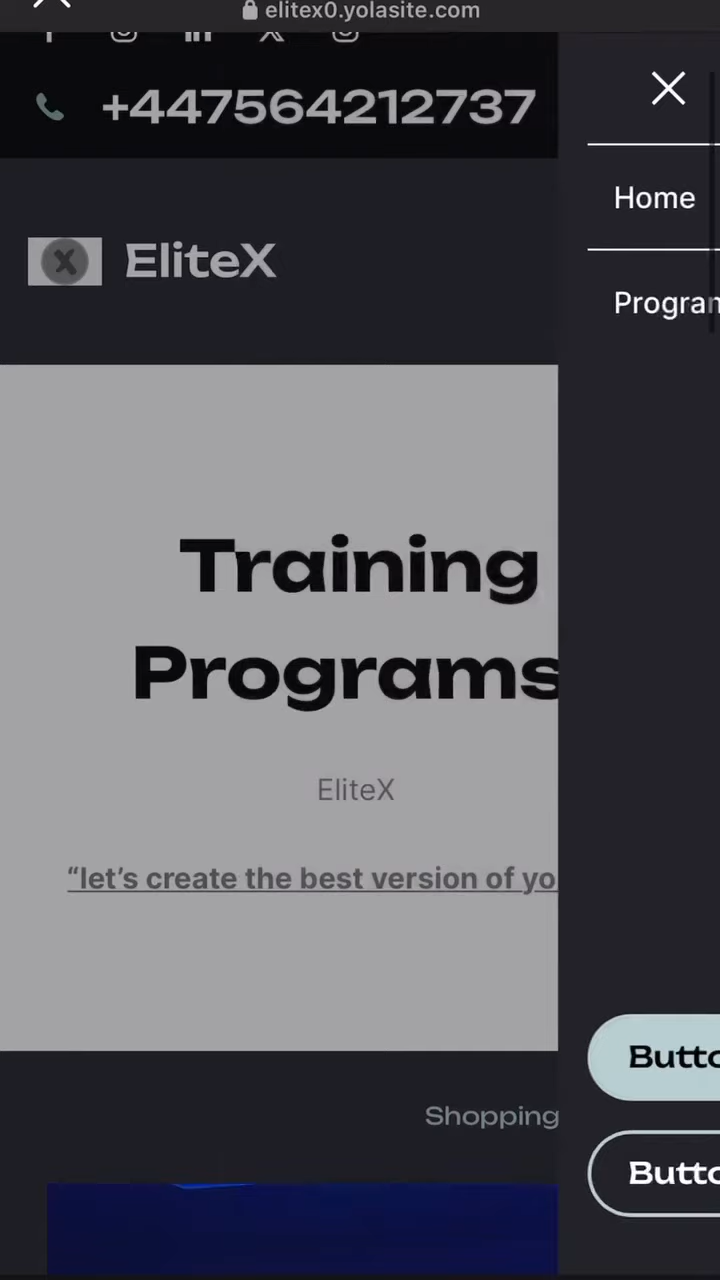 elitex0.yolasite.com
+447564212737
Home
EliteX
Program
Training
Programs
EliteX
“let’s create the best version of yo
Butto
Shopping
Butto